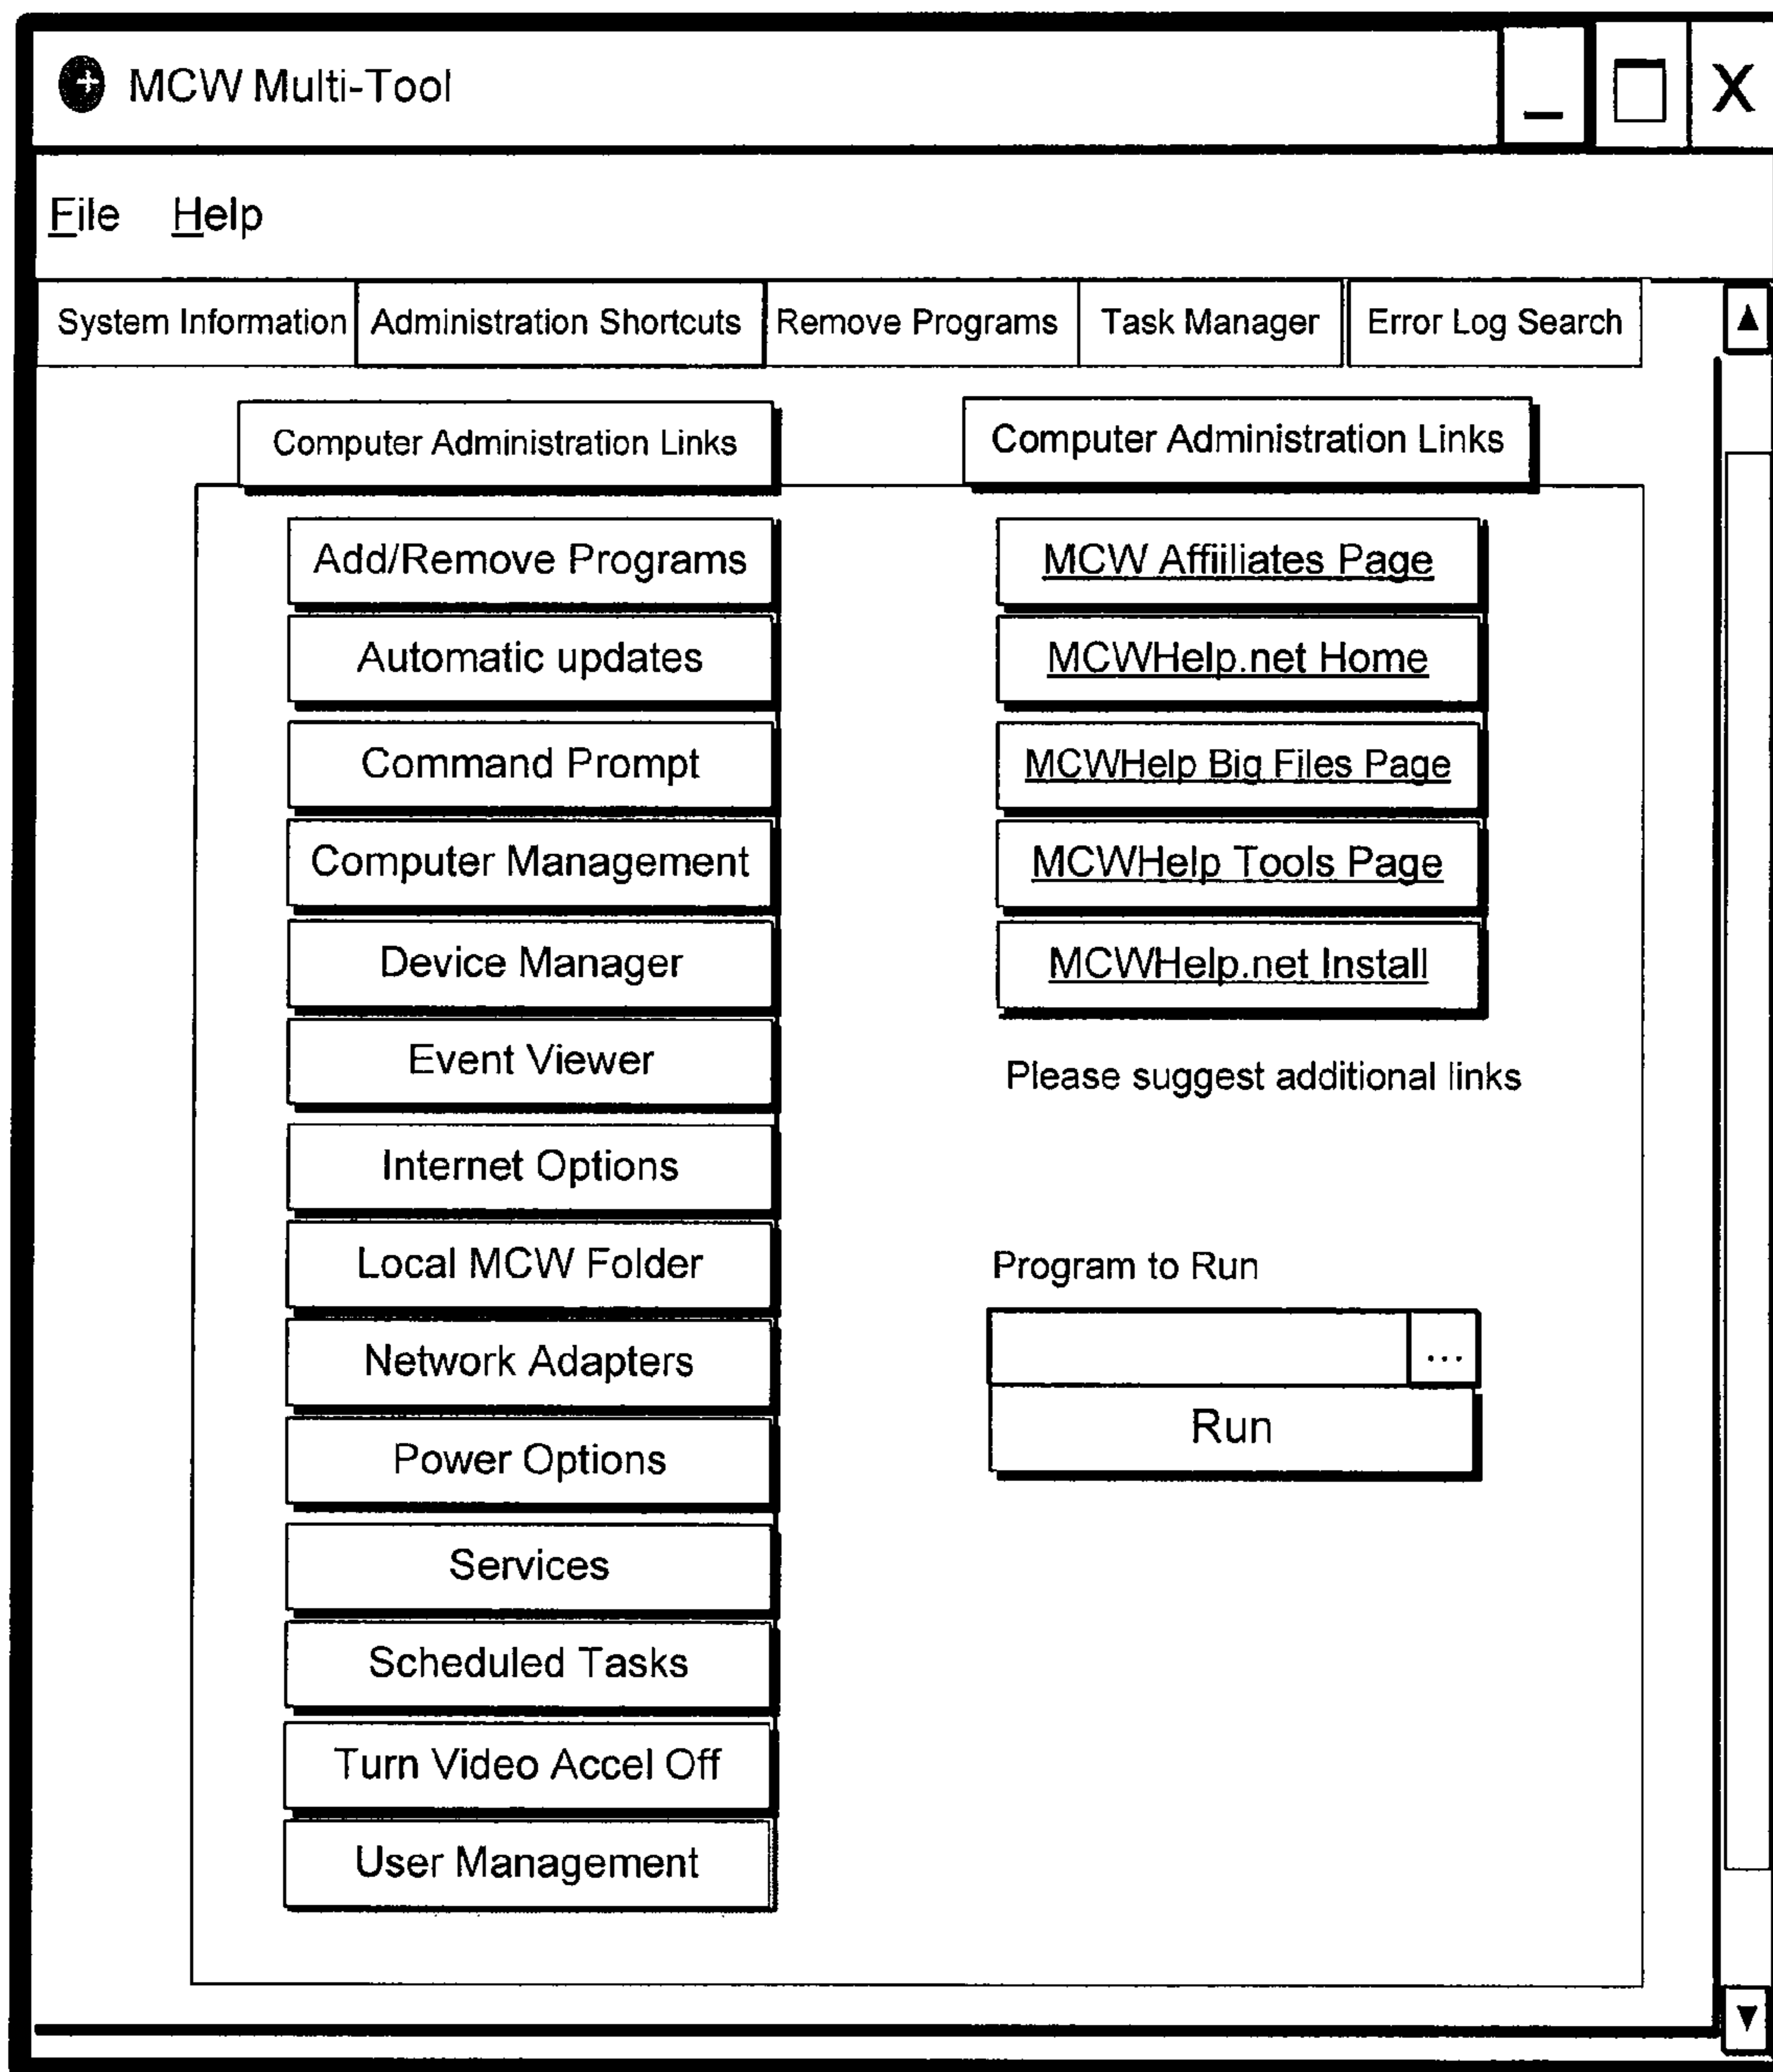 MCW Multi-Tool
File Help
System Information Administration Shortcuts Remove Programs Task Manager Error Log Search
Computer Administration Links
Add/Remove Programs
Automatic updates
Command Prompt
Computer Management
Device Manager
Event Viewer
Internet Options
Local MCW Folder
Network Adapters
Power Options
Services
Scheduled Tasks
Turn Video Accel Off
User Management
Computer Administration Links
MCW Affiiliates Page
MCWHelp.net Home
MCWHelp Big Files Page
MCWHelp Tools Page
MCWHelp.net Install
Please suggest additional links
Program to Run
...
Run